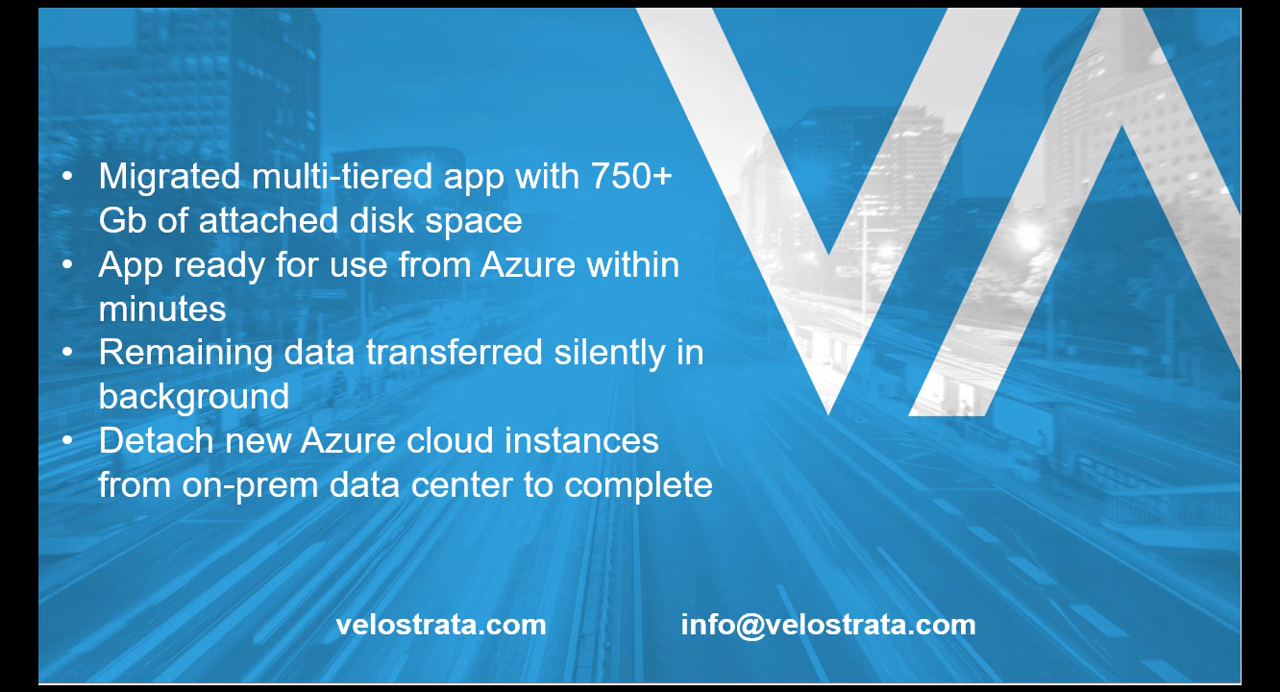 • Migrated multi-tiered app with 750+
Gb of attached disk space
• App ready for use from Azure within
minutes
• Remaining data transferred silently in
background
• Detach new Azure cloud instances
from on-prem data center to complete
velostrata.com
info@velostrata.com